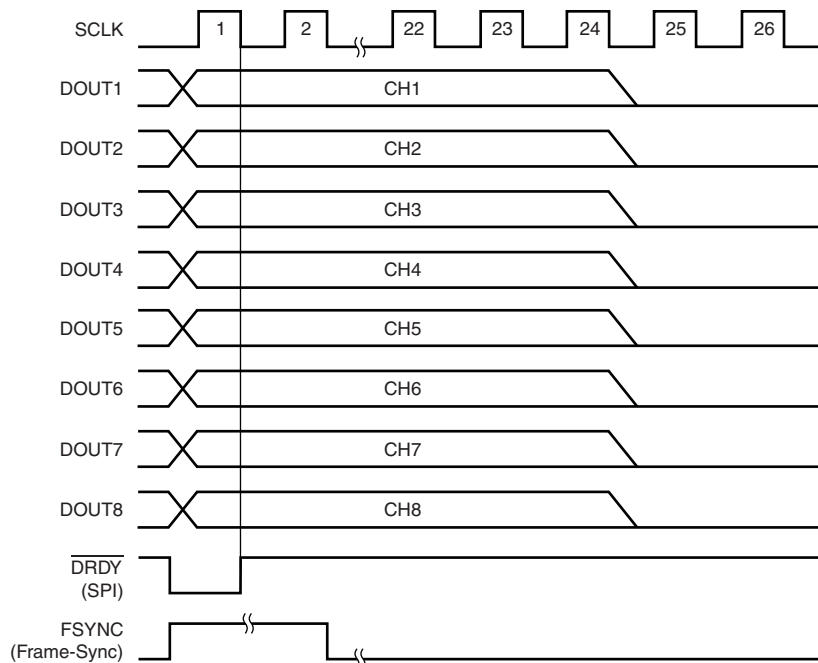 SCLK 1 2 22 23 24 25 26
DOUT1 CH1
DOUT2 CH2
DOUT3 CH3
DOUT4 CH4
DOUT5 CH5
DOUT6 CH6
DOUT7 CH7
DOUT8 CH8
DRDY
(SPI)
FSYNC
(Frame-Sync)